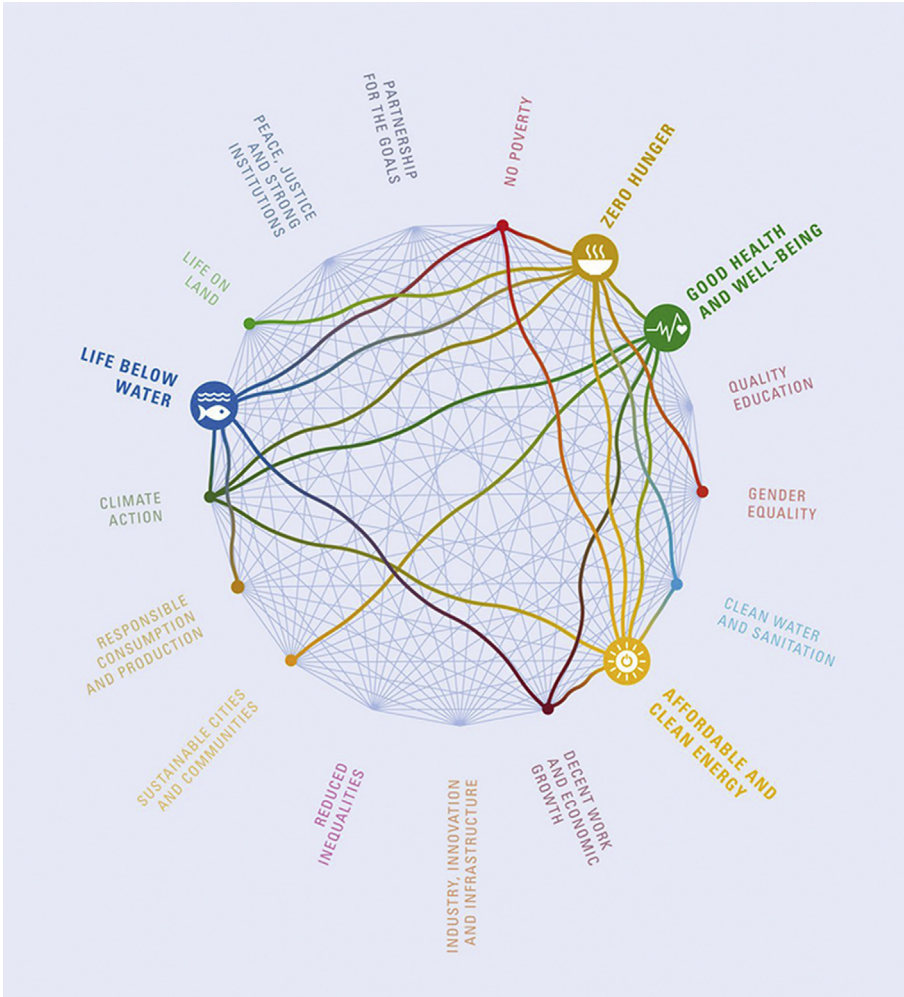 NO POVERTY
ZERO HUNGER
GOOD HEALTH
AND WELL-BEING
QUALITY
EDUCATION
GENDER
EQUALITY
CLEAN WATER
AND SANITATION
AFFORDABLE AND
CLEAN ENERGY
DECENT WORK
AND ECONOMIC
GROWTH
INDUSTRY, INNOVATION
AND INFRASTRUCTURE
REDUCED
INEQUALITIES
SUSTAINABLE CITIES
AND COMMUNITIES
RESPONSIBLE
CONSUMPTION
AND PRODUCTION
CLIMATE
ACTION
LIFE BELOW
WATER
LIFE ON
LAND
PEACE, JUSTICE
AND STRONG
INSTITUTIONS
PARTNERSHIP
FOR THE GOALS